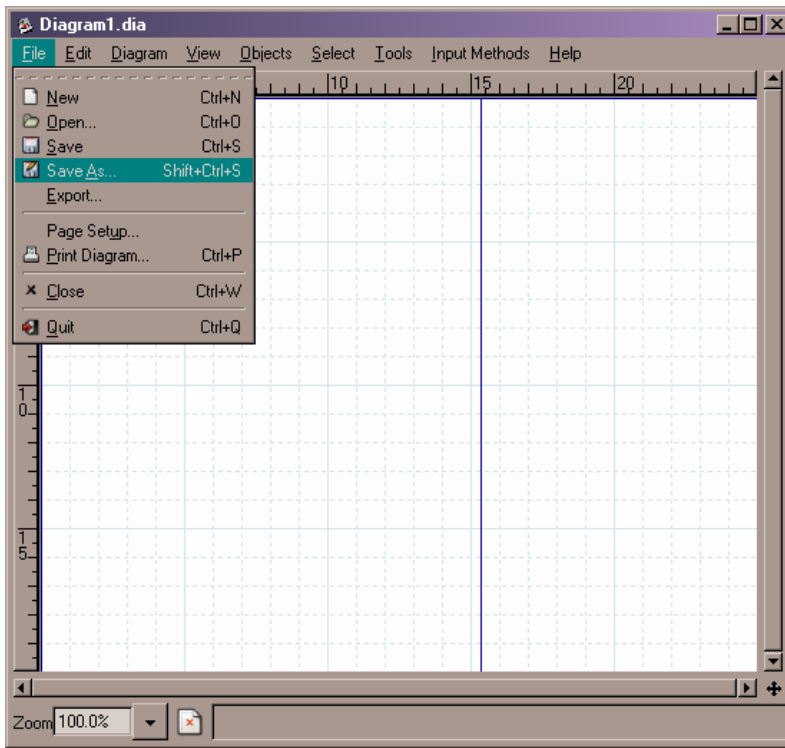 Diagram1.dia
File Edit Diagram View Objects Select Tools Input Methods Help
10 15 20
New Ctrl+N
Open... Ctrl+O
Save Ctrl+S
Save As... Shift+Ctrl+S
Export...
Page Setup...
Print Diagram... Ctrl+P
Close Ctrl+W
Quit Ctrl+Q
10
15
Zoom 100.0%